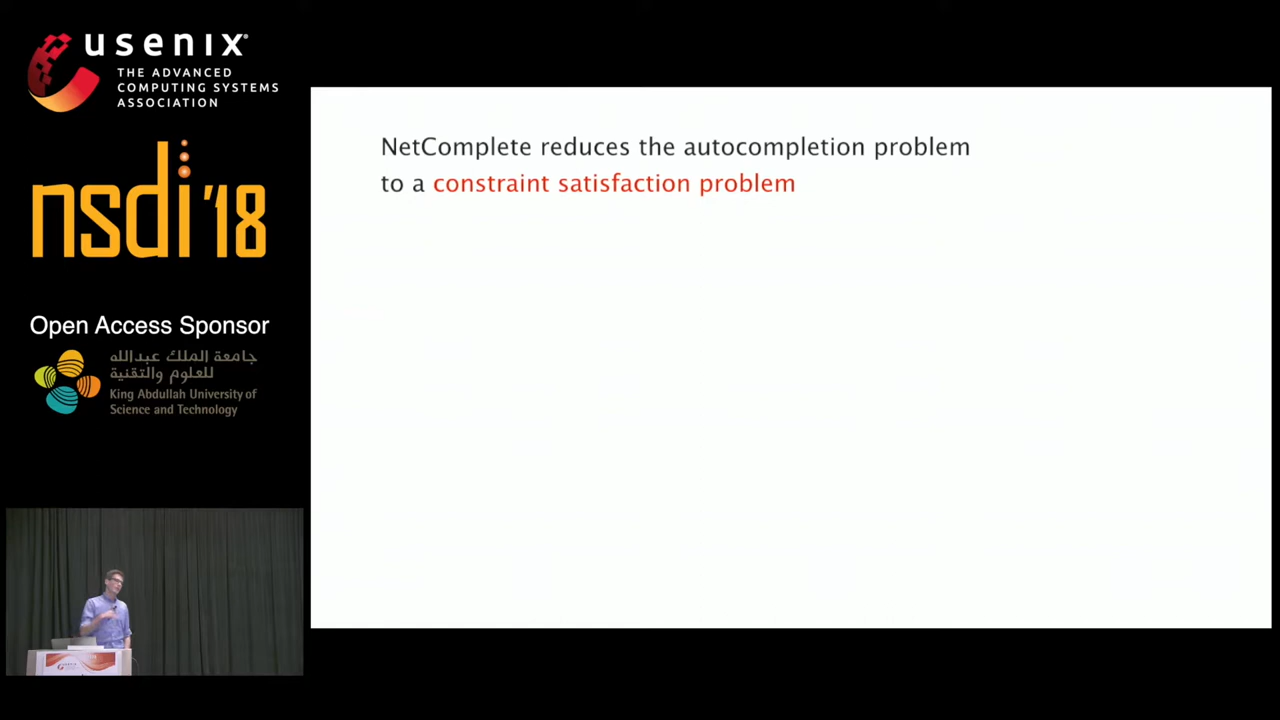 usenix
THE ADVANCED
COMPUTING SYSTEMS
ASSOCIATION
nsdi '18
Open Access Sponsor
جامعة الملك عبدالله
للعلوم والتقنية
King Abdullah University of
Science and Technology
NetComplete reduces the autocompletion problem
to a constraint satisfaction problem
usenix